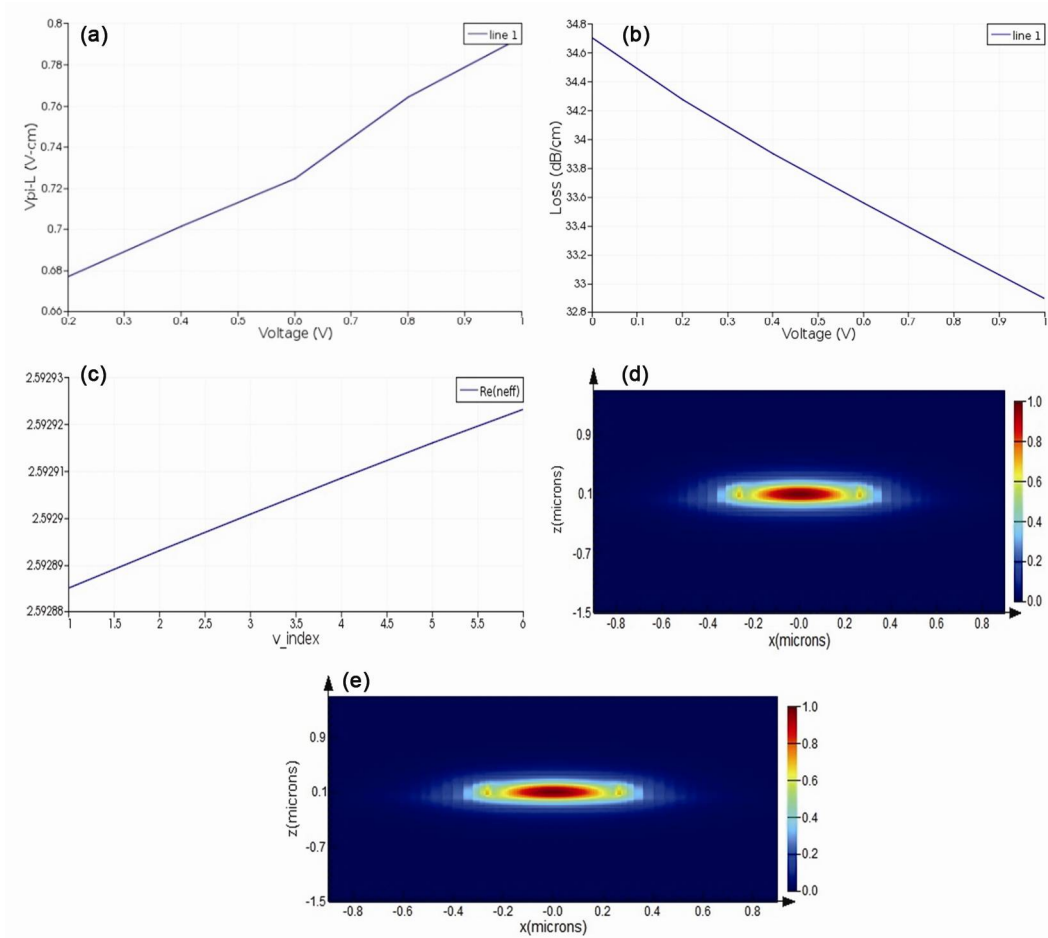 (a)
line 1
0.8
0.78
0.76
0.74
0.72
0.7
0.68
0.66
Vpi-L (V-cm)
0.2 0.3 0.4 0.5 0.6 0.7 0.8 0.9 1
Voltage (V)
(b)
line 1
34.8
34.6
34.4
34.2
34
33.8
33.6
33.4
33.2
33
32.8
Loss (dB/cm)
0 0.1 0.2 0.3 0.4 0.5 0.6 0.7 0.8 0.9 1
Voltage (V)
(c)
Re(neff)
2.59293
2.59292
2.59291
2.5929
2.59289
2.59288
1 1.5 2 2.5 3 3.5 4 4.5 5 5.5 6
v_index
(d)
0.9
0.1
-0.7
-1.5
z(microns)
-0.8 -0.6 -0.4 -0.2 -0.0 0.2 0.4 0.6 0.8
x(microns)
1.0
0.8
0.6
0.4
0.2
0.0
(e)
0.9
0.1
-0.7
-1.5
z(microns)
-0.8 -0.6 -0.4 -0.2 -0.0 0.2 0.4 0.6 0.8
x(microns)
1.0
0.8
0.6
0.4
0.2
0.0